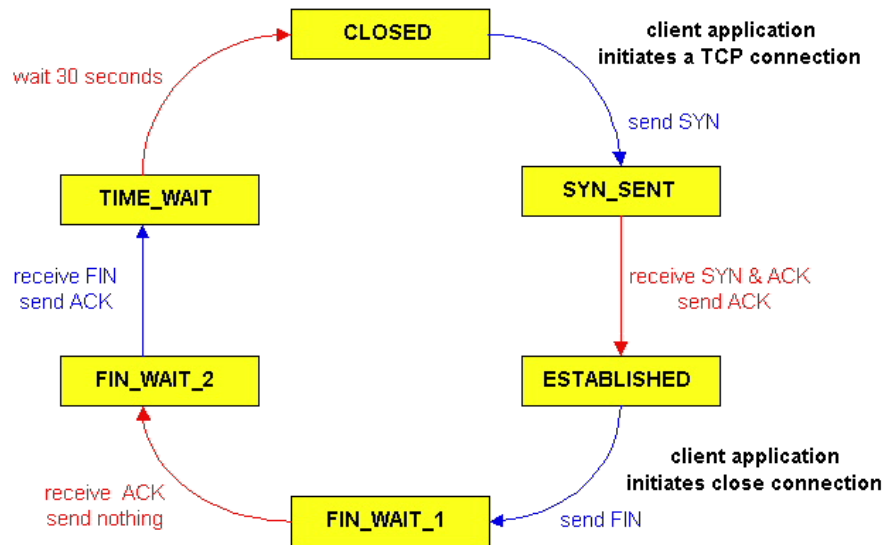 CLOSED
client application
initiates a TCP connection
wait 30 seconds
send SYN
TIME_WAIT
SYN_SENT
receive FIN
send ACK
receive SYN & ACK
send ACK
FIN_WAIT_2
ESTABLISHED
client application
initiates close connection
receive ACK
send nothing
FIN_WAIT_1
send FIN